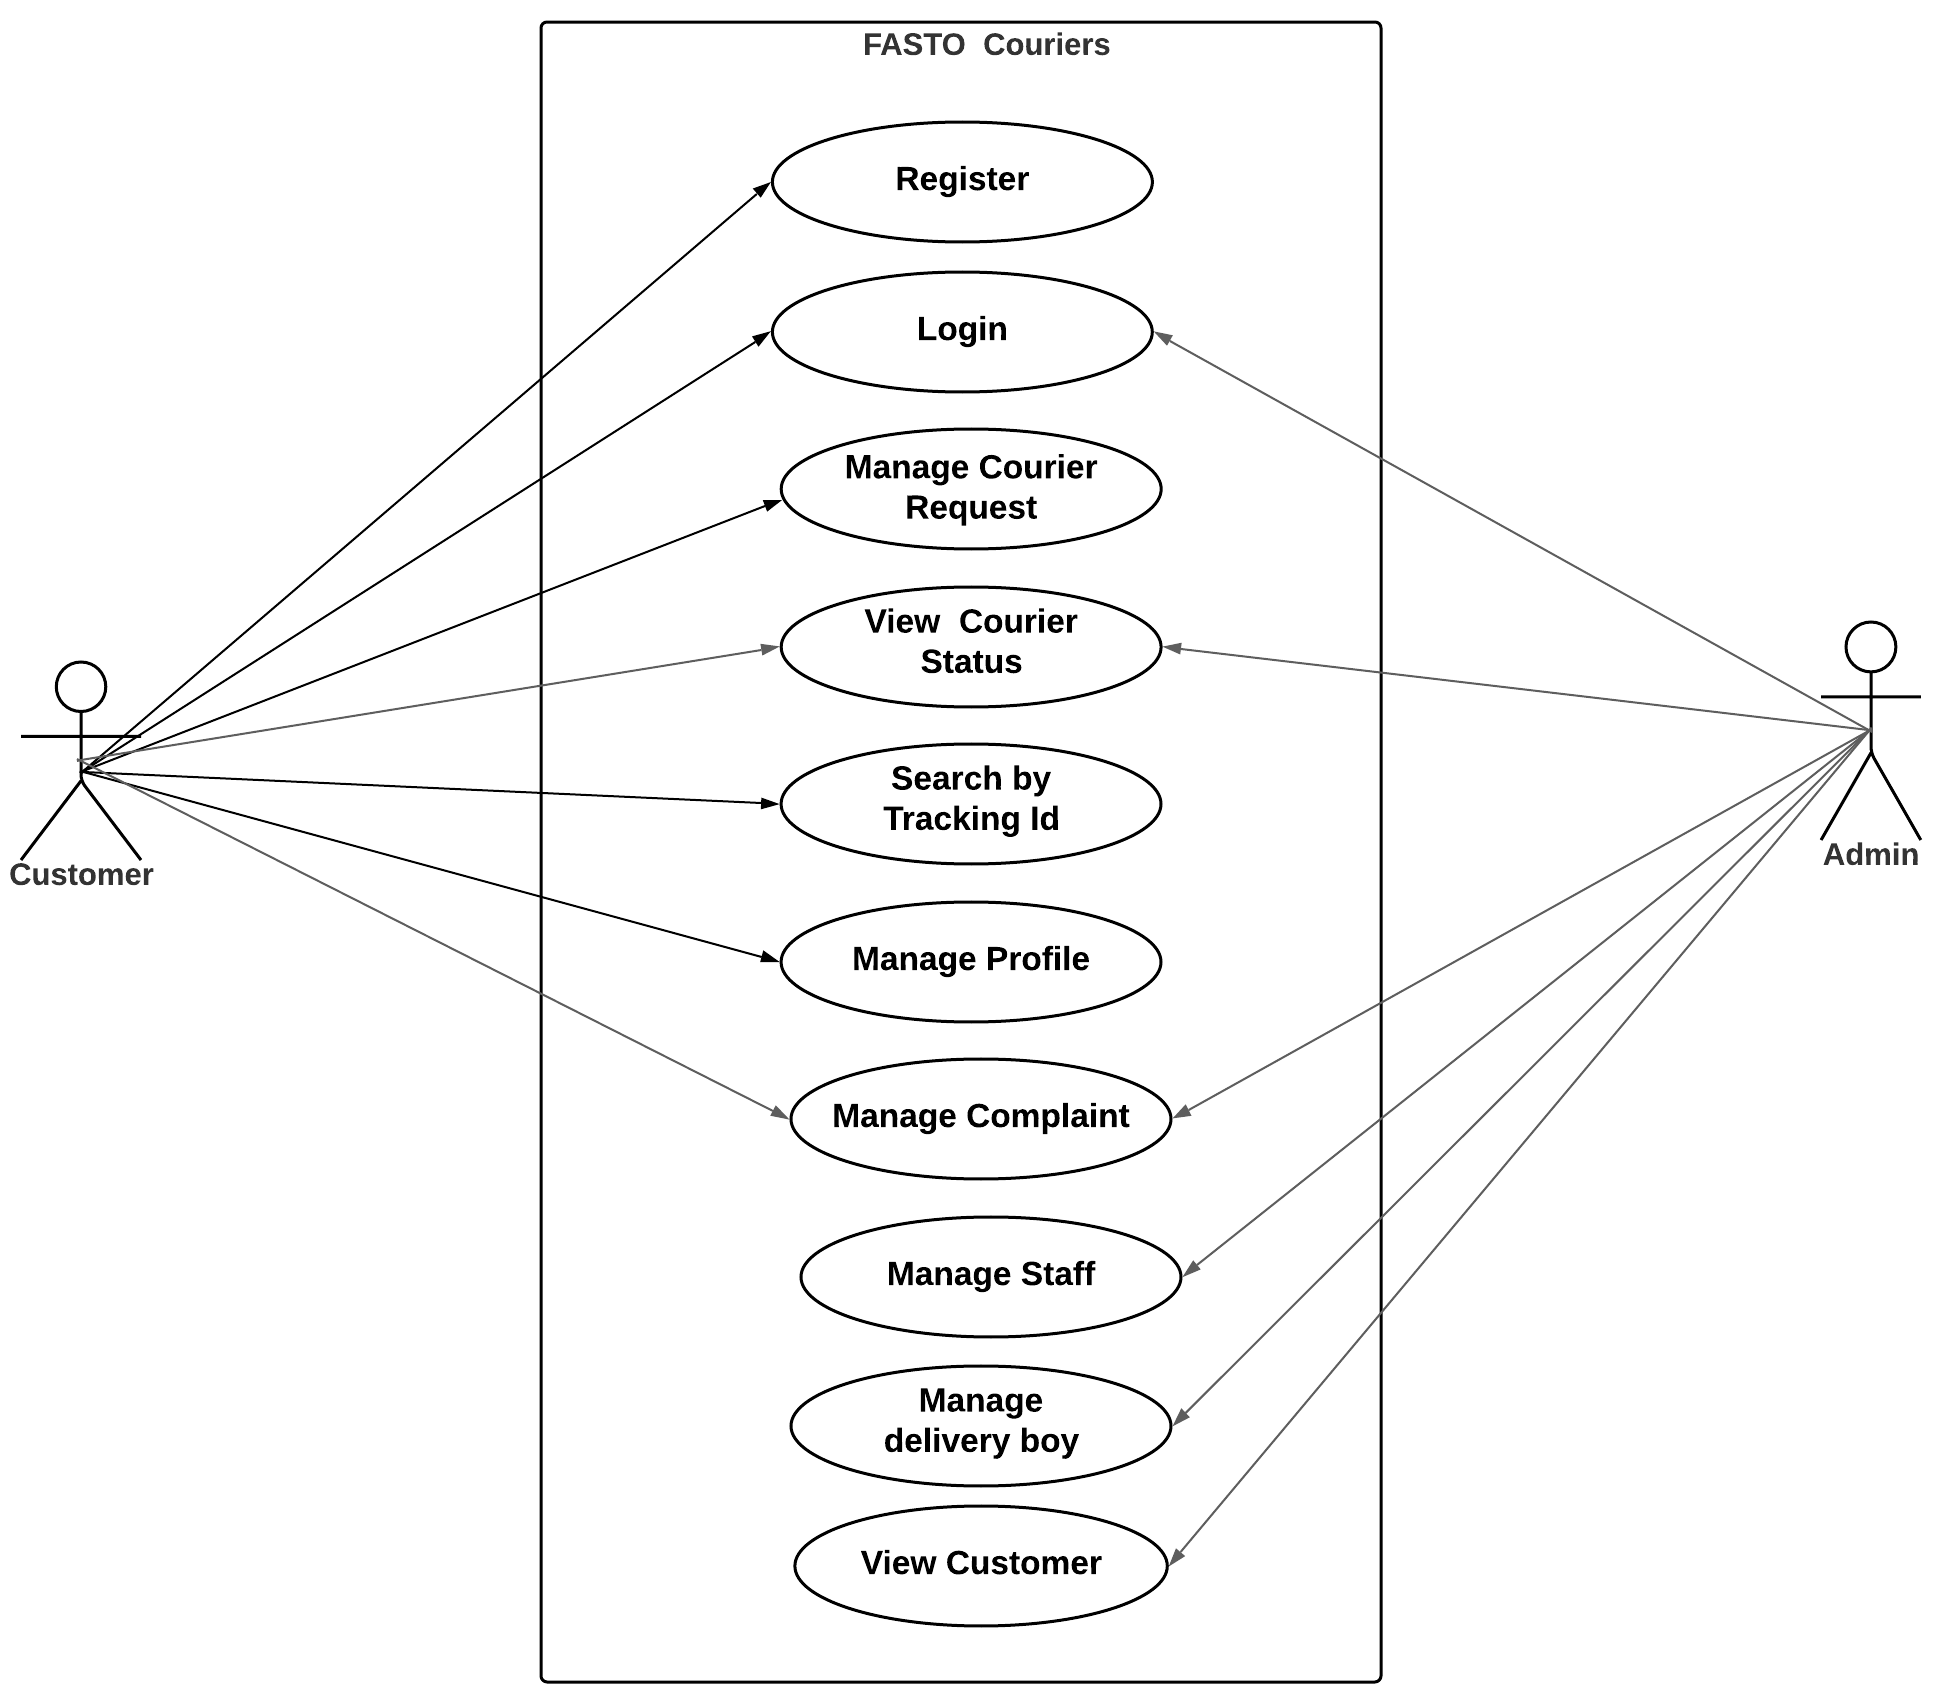 FASTO  Couriers
Register
Login
Manage Courier
Request
View  Courier
Status
Search by
Tracking Id
Customer
Admin
Manage Profile
Manage Complaint
Manage Staff
Manage
delivery boy
View Customer